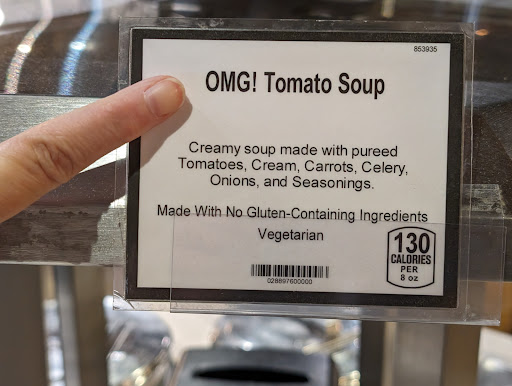 853935
OMG! Tomato Soup
Creamy soup made with pureed
Tomatoes, Cream, Carrots, Celery,
Onions, and Seasonings.
Made With No Gluten-Containing Ingredients
Vegetarian
130
CALORIES
PER
8 oz
028897600000